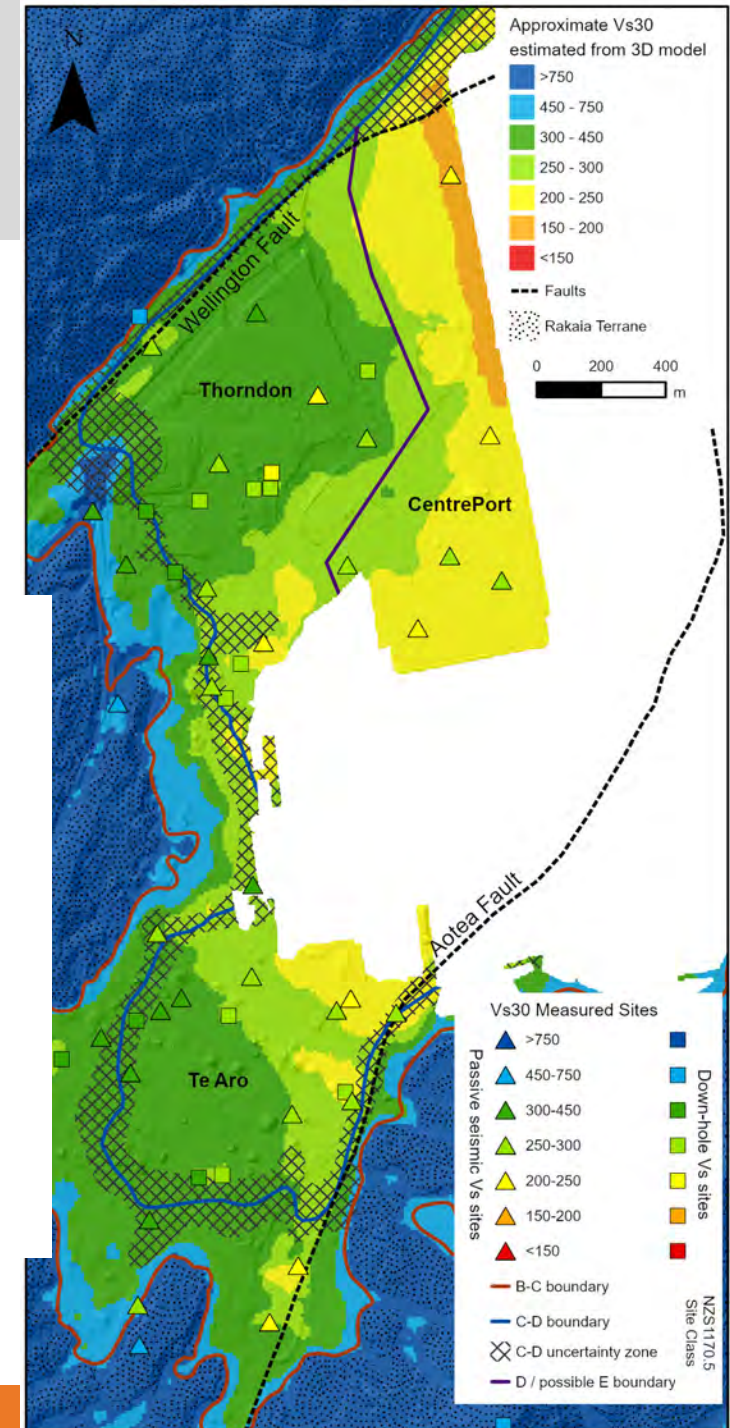 N
Approximate Vs30
estimated from 3D model
>750
450 - 750
300 - 450
250 - 300
200 - 250
150 - 200
<150
Faults
Rakaia Terrane
0 200 400
m
Wellington Fault
Thorndon
CentrePort
Aotea Fault
Te Aro
Vs30 Measured Sites
Passive seismic Vs sites
>750
450-750
300-450
250-300
200-250
150-200
<150
Down-hole Vs sites
B-C boundary
C-D boundary
C-D uncertainty zone
D / possible E boundary
NZS1170.5
Site Class